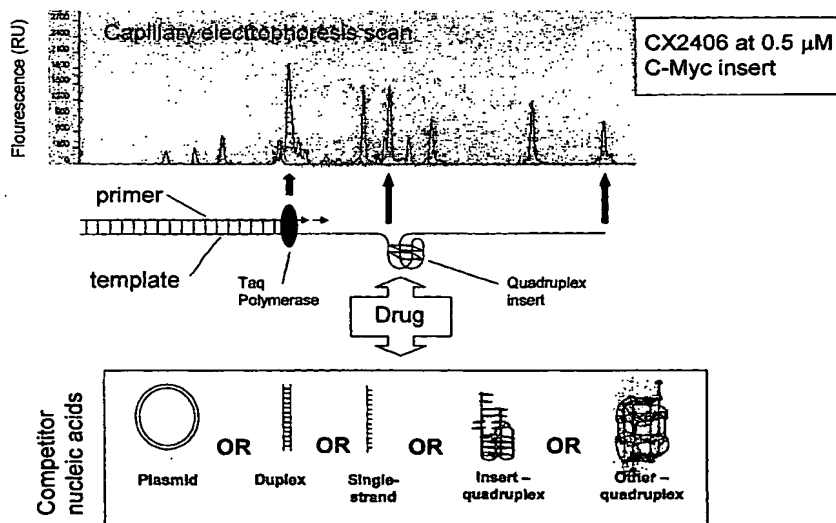 Capillary electtophoresis scan
CX2406 at 0.5 μM
C-Myc insert
Flourescence (RU)
primer
template
Taq
Polymerase
Quadruplex
insert
Drug
Competitor
nucleic acids
Plasmid
OR
Duplex
OR
Single-
strand
OR
Insert –
quadruplex
OR
Other –
quadruplex